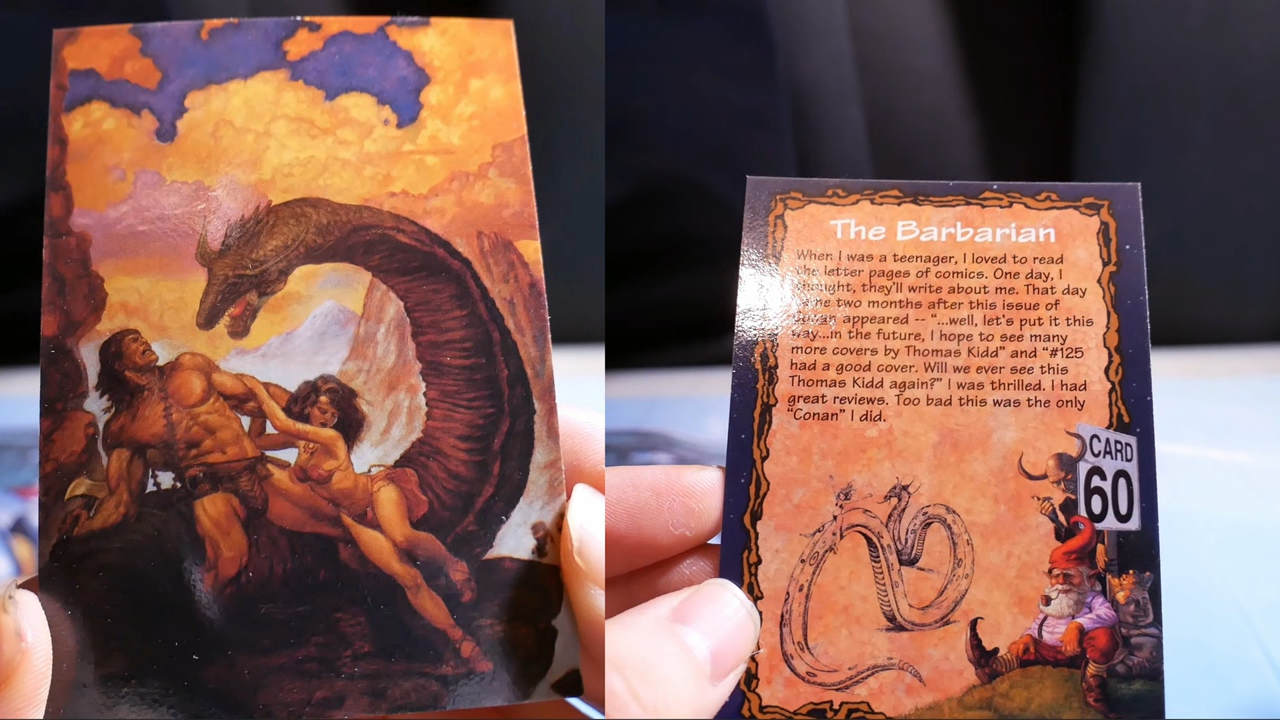 The Barbarian
When I was a teenager, I loved to read
the letter pages of comics. One day, I
thought, they'll write about me. That day
came two months after this issue of
Conan appeared -- "...well, let's put it this
way...in the future, I hope to see many
more covers by Thomas Kidd" and "#125
had a good cover. Will we ever see this
Thomas Kidd again?" I was thrilled. I had
great reviews. Too bad this was the only
"Conan" I did.
CARD
60